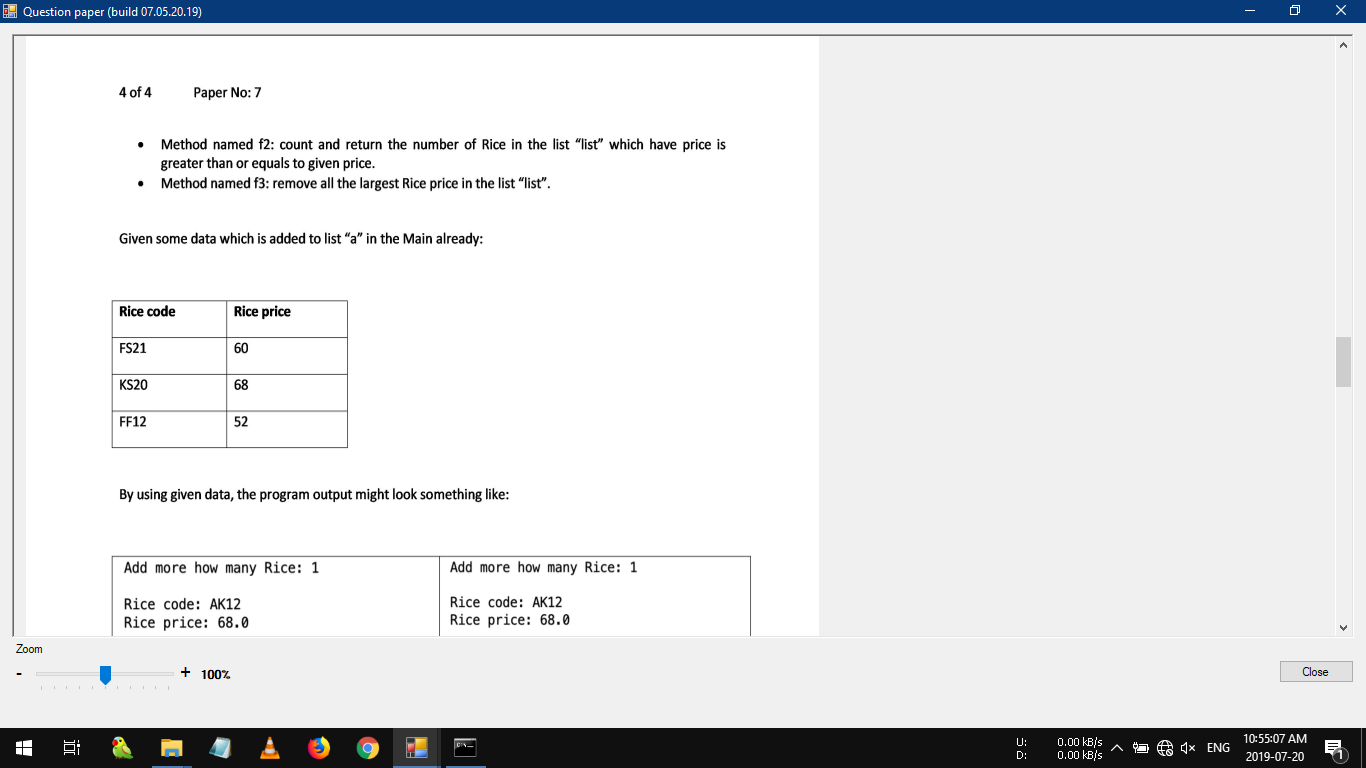 Question paper (build 07.05.20.19)
4 of 4 Paper No: 7
• Method named f2: count and return the number of Rice in the list “list” which have price is
greater than or equals to given price.
• Method named f3: remove all the largest Rice price in the list “list”.
Given some data which is added to list “a” in the Main already:
Rice code Rice price
FS21 60
KS20 68
FF12 52
By using given data, the program output might look something like:
Add more how many Rice: 1
Rice code: AK12
Rice price: 68.0
Add more how many Rice: 1
Rice code: AK12
Rice price: 68.0
Zoom
- + 100%
Close
U: 0.00 kB/s
D: 0.00 kB/s
ENG
10:55:07 AM
2019-07-20
1